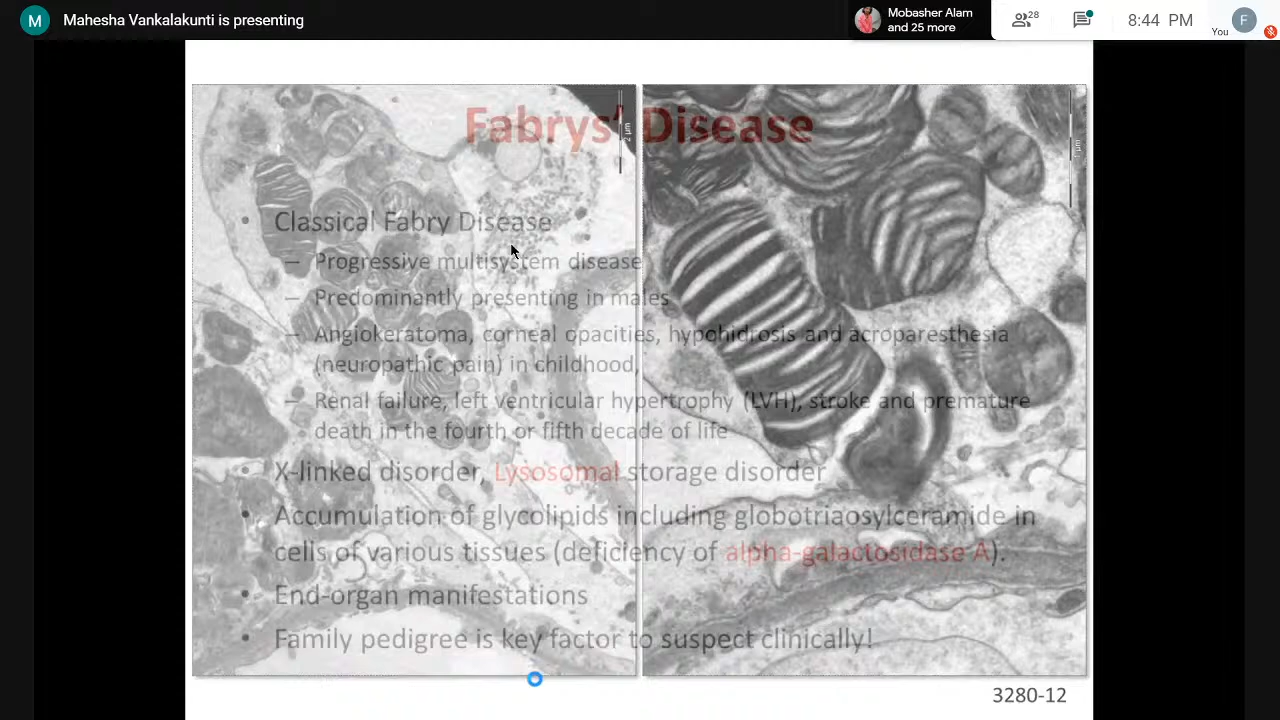 M Mahesha Vankalakunti is presenting
Mobasher Alam
and 25 more
28
8:44 PM
You
F
Fabrys' Disease
2 µm
1 µm
• Classical Fabry Disease
– Progressive multisystem disease
– Predominantly presenting in males
– Angiokeratoma, corneal opacities, hypohidrosis and acroparesthesia
(neuropathic pain) in childhood,
– Renal failure, left ventricular hypertrophy (LVH), stroke and premature
death in the fourth or fifth decade of life
• X-linked disorder, Lysosomal storage disorder
• Accumulation of glycolipids including globotriaosylceramide in
cells of various tissues (deficiency of alpha-galactosidase A).
• End-organ manifestations
• Family pedigree is key factor to suspect clinically!
3280-12